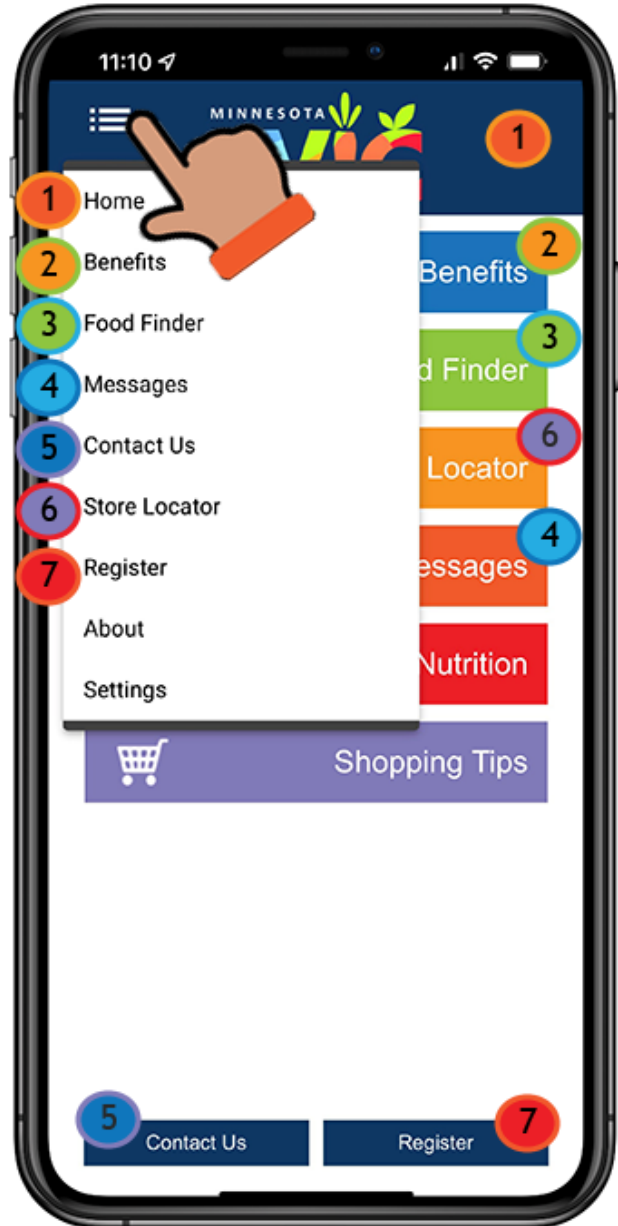 11:10
MINNESOTA
1
1 Home
2 Benefits
Benefits 2
3 Food Finder
d Finder 3
4 Messages
5 Contact Us
Locator 6
6 Store Locator
7 Register
essages 4
About
Nutrition
Settings
Shopping Tips
5 Contact Us
Register 7